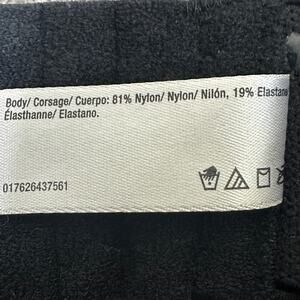 Body/ Corsage/ Cuerpo: 81% Nylon/ Nylon/ Nilón, 19% Elastane
Élasthanne/ Elastano.
017626437561